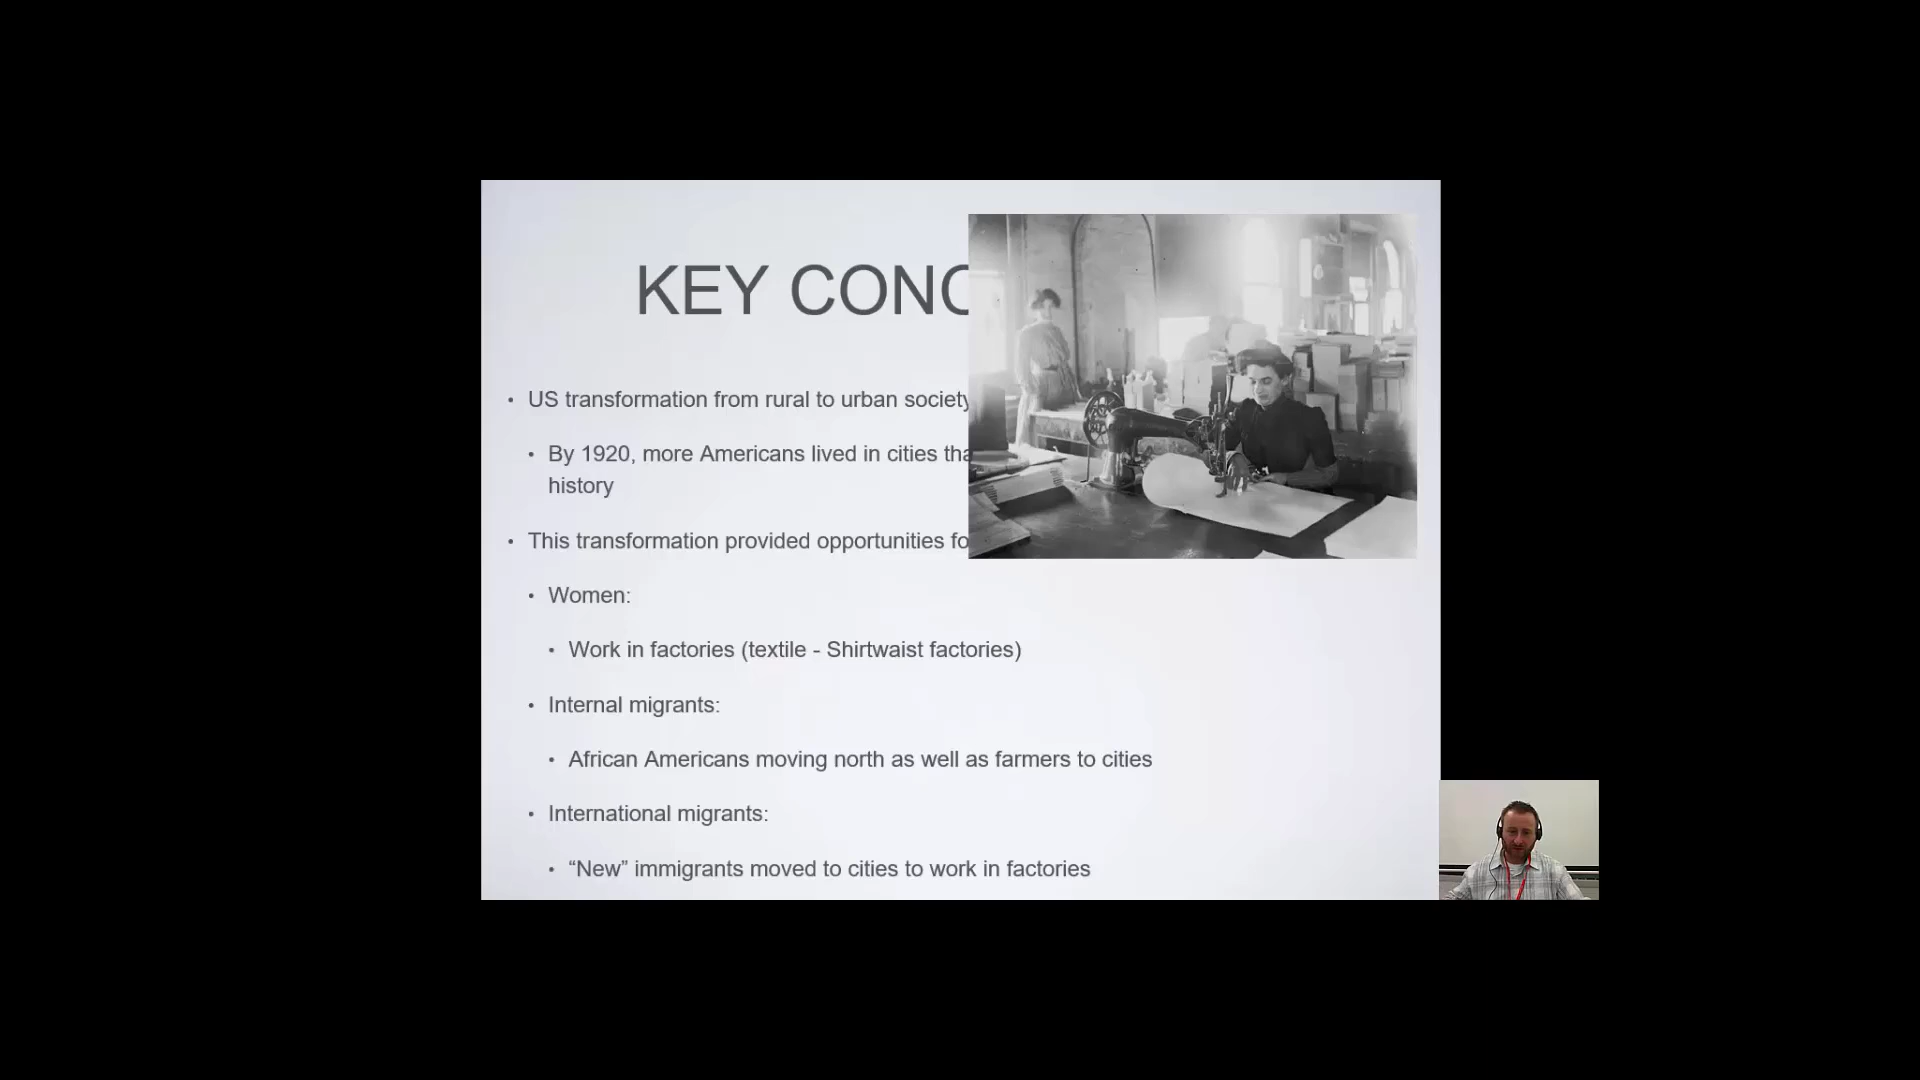 KEY CONC
• US transformation from rural to urban society
• By 1920, more Americans lived in cities tha
history
• This transformation provided opportunities fo
• Women:
• Work in factories (textile - Shirtwaist factories)
• Internal migrants:
• African Americans moving north as well as farmers to cities
• International migrants:
• “New” immigrants moved to cities to work in factories